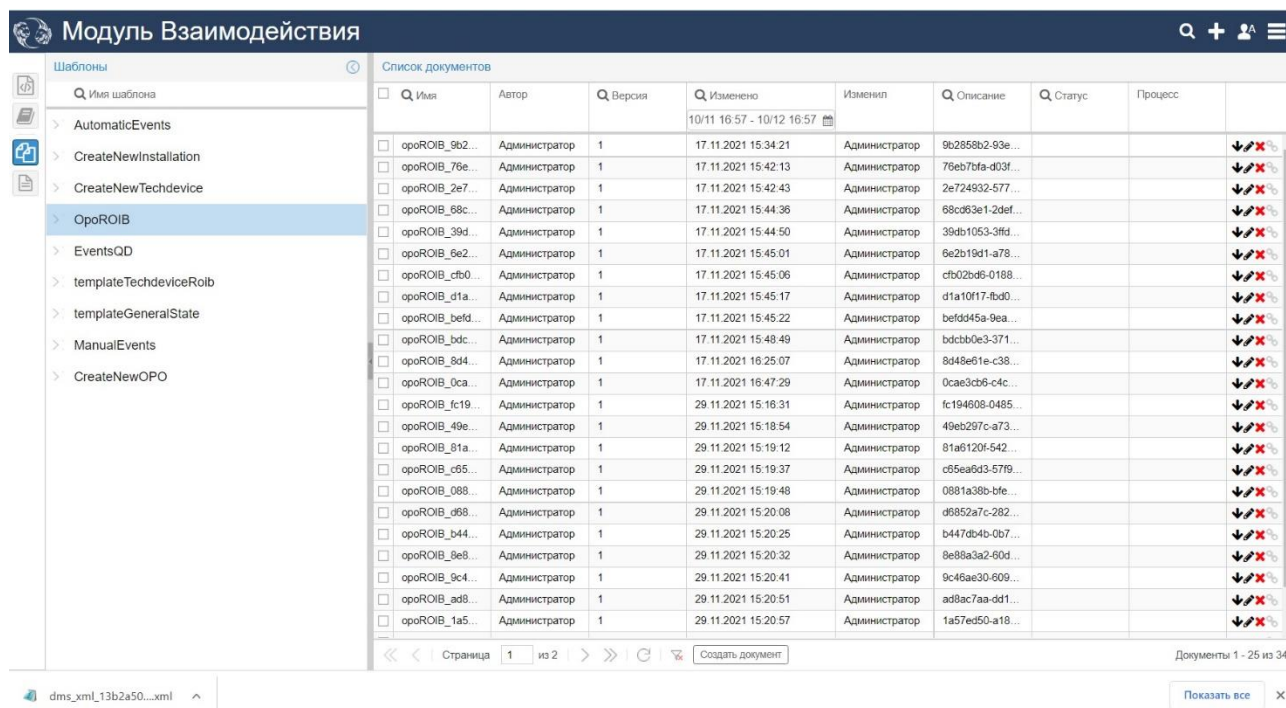 Модуль Взаимодействия
Шаблоны
Имя шаблона
AutomaticEvents
CreateNewInstallation
CreateNewTechdevice
OpoROIB
EventsQD
templateTechdeviceRoib
templateGeneralState
ManualEvents
CreateNewOPO
Список документов
Имя Автор Версия Изменено Изменил Описание Статус Процесс
10/11 16:57 - 10/12 16:57
opoROIB_9b2... Администратор 1 17.11.2021 15:34:21 Администратор 9b2858b2-93e...
opoROIB_76e... Администратор 1 17.11.2021 15:42:13 Администратор 76eb7bfa-d03f...
opoROIB_2e7... Администратор 1 17.11.2021 15:42:43 Администратор 2e724932-577...
opoROIB_68c... Администратор 1 17.11.2021 15:44:36 Администратор 68cd63e1-2def...
opoROIB_39d... Администратор 1 17.11.2021 15:44:50 Администратор 39db1053-3ffd...
opoROIB_6e2... Администратор 1 17.11.2021 15:45:01 Администратор 6e2b19d1-a78...
opoROIB_cfb0... Администратор 1 17.11.2021 15:45:06 Администратор cfb02bd6-0188...
opoROIB_d1a... Администратор 1 17.11.2021 15:45:17 Администратор d1a10f17-fbd0...
opoROIB_befd... Администратор 1 17.11.2021 15:45:22 Администратор befdd45a-9ea...
opoROIB_bdc... Администратор 1 17.11.2021 15:48:49 Администратор bdcbb0e3-371...
opoROIB_8d4... Администратор 1 17.11.2021 16:25:07 Администратор 8d48e61e-c38...
opoROIB_0ca... Администратор 1 17.11.2021 16:47:29 Администратор 0cae3cb6-c4c...
opoROIB_fc19... Администратор 1 29.11.2021 15:16:31 Администратор fc194608-0485...
opoROIB_49e... Администратор 1 29.11.2021 15:18:54 Администратор 49eb297c-a73...
opoROIB_81a... Администратор 1 29.11.2021 15:19:12 Администратор 81a6120f-542...
opoROIB_c65... Администратор 1 29.11.2021 15:19:37 Администратор c65ea6d3-57f9...
opoROIB_088... Администратор 1 29.11.2021 15:19:48 Администратор 0881a38b-bfe...
opoROIB_d68... Администратор 1 29.11.2021 15:20:08 Администратор d6852a7c-282...
opoROIB_b44... Администратор 1 29.11.2021 15:20:25 Администратор b447db4b-0b7...
opoROIB_8e8... Администратор 1 29.11.2021 15:20:32 Администратор 8e88a3a2-60d...
opoROIB_9c4... Администратор 1 29.11.2021 15:20:41 Администратор 9c46ae30-609...
opoROIB_ad8... Администратор 1 29.11.2021 15:20:51 Администратор ad8ac7aa-dd1...
opoROIB_1a5... Администратор 1 29.11.2021 15:20:57 Администратор 1a57ed50-a18...
Страница 1 из 2 Создать документ Документы 1 - 25 из 34
dms_xml_13b2a50....xml Показать все